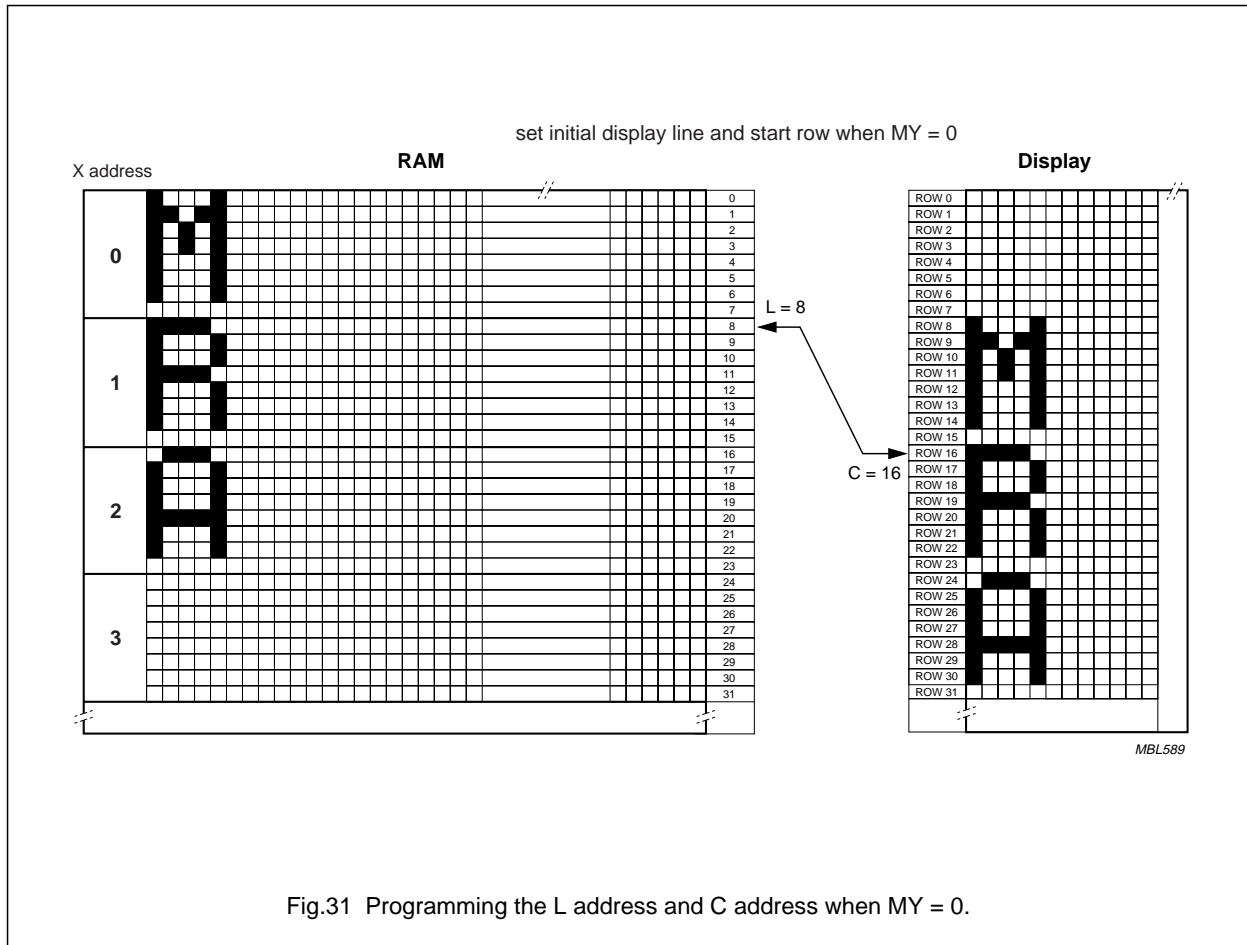 set initial display line and start row when MY = 0
RAM
Display
X address
0
1
2
3
0
1
2
3
4
5
6
7
8
9
10
11
12
13
14
15
16
17
18
19
20
21
22
23
24
25
26
27
28
29
30
31
L = 8
C = 16
ROW 0
ROW 1
ROW 2
ROW 3
ROW 4
ROW 5
ROW 6
ROW 7
ROW 8
ROW 9
ROW 10
ROW 11
ROW 12
ROW 13
ROW 14
ROW 15
ROW 16
ROW 17
ROW 18
ROW 19
ROW 20
ROW 21
ROW 22
ROW 23
ROW 24
ROW 25
ROW 26
ROW 27
ROW 28
ROW 29
ROW 30
ROW 31
M
R
A
M
R
A
MBL589
Fig.31 Programming the L address and C address when MY = 0.